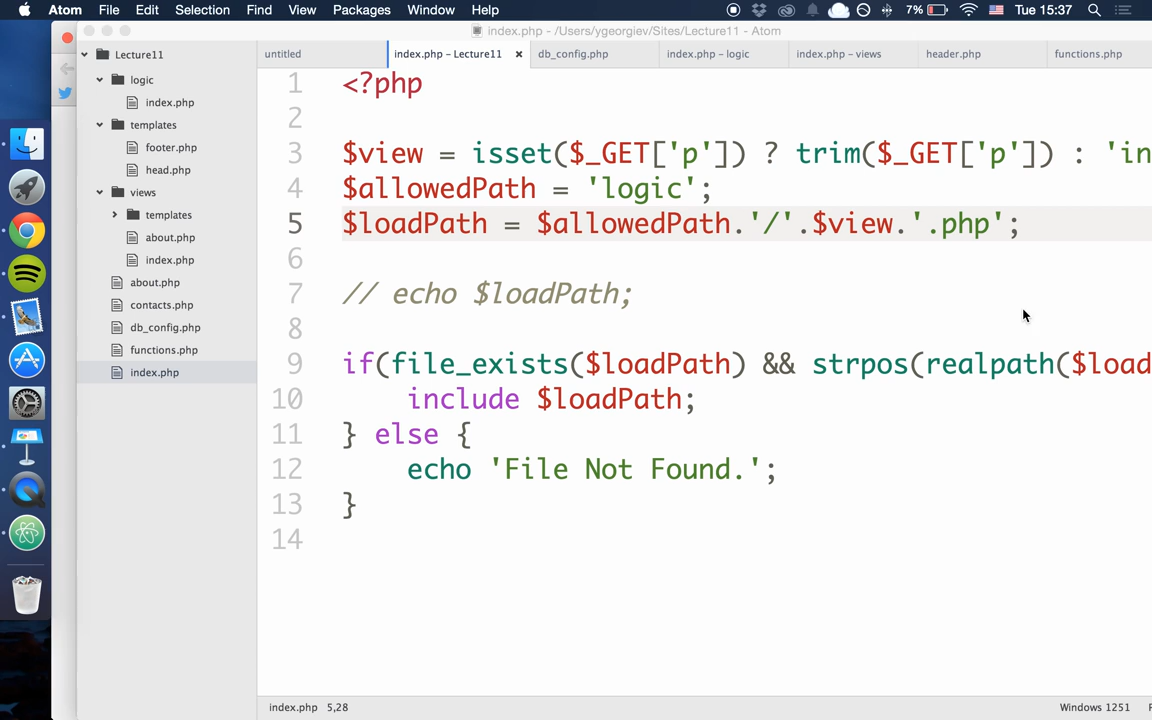 Atom File Edit Selection Find View Packages Window Help 7% Tue 15:37
index.php - /Users/ygeorgiev/Sites/Lecture11 - Atom
untitled index.php – Lecture11 db_config.php index.php – logic index.php – views header.php functions.php
Lecture11
logic
index.php
templates
footer.php
head.php
views
templates
about.php
index.php
about.php
contacts.php
db_config.php
functions.php
index.php
1 <?php
2
3 $view = isset($_GET['p']) ? trim($_GET['p']) : 'in
4 $allowedPath = 'logic';
5 $loadPath = $allowedPath.'/'.$view.'.php';
6
7 // echo $loadPath;
8
9 if(file_exists($loadPath) && strpos(realpath($load
10 include $loadPath;
11 } else {
12 echo 'File Not Found.';
13 }
14
index.php 5,28 Windows 1251